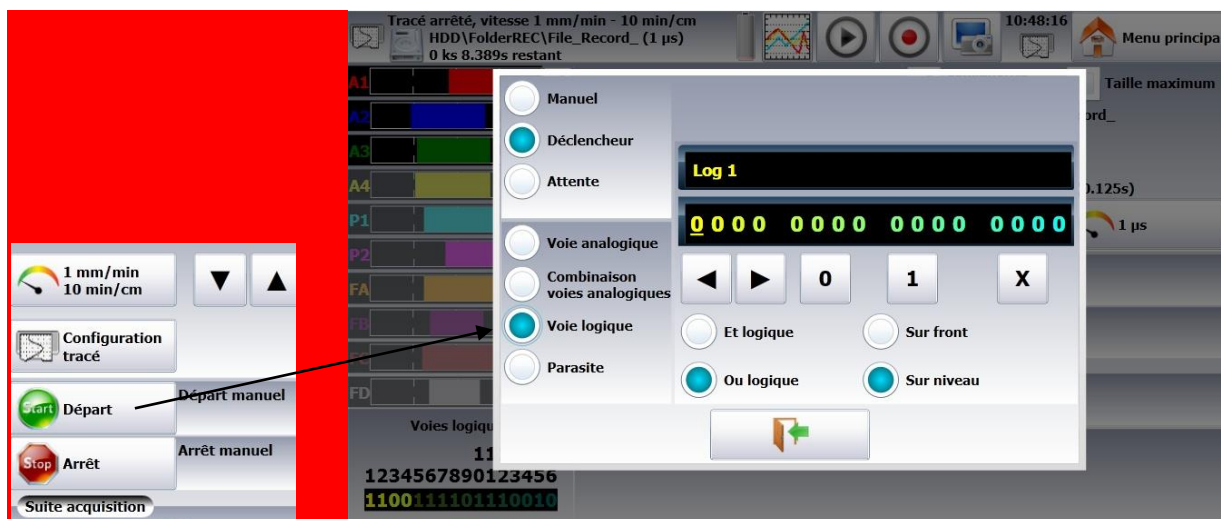 Tracé arrêté, vitesse 1 mm/min - 10 min/cm
HDD\FolderREC\File_Record_ (1 µs)
0 ks 8.389s restant
10:48:16
Menu principa
A1
A2
A3
A4
P1
P2
FA
FB
FC
FD
Taille maximum
ord_
0.125s)
1 µs
Manuel
Déclencheur
Attente
Log 1
0000 0000 0000 0000
Voie analogique
Combinaison
voies analogiques
Voie logique
Parasite
◀ ▶ 0 1 X
Et logique
Sur front
Ou logique
Sur niveau
1 mm/min
10 min/cm
▼ ▲
Configuration
tracé
Start Départ
Départ manuel
Stop Arrêt
Arrêt manuel
Suite acquisition
Voies logiqu
11
1234567890123456
1100111101110010